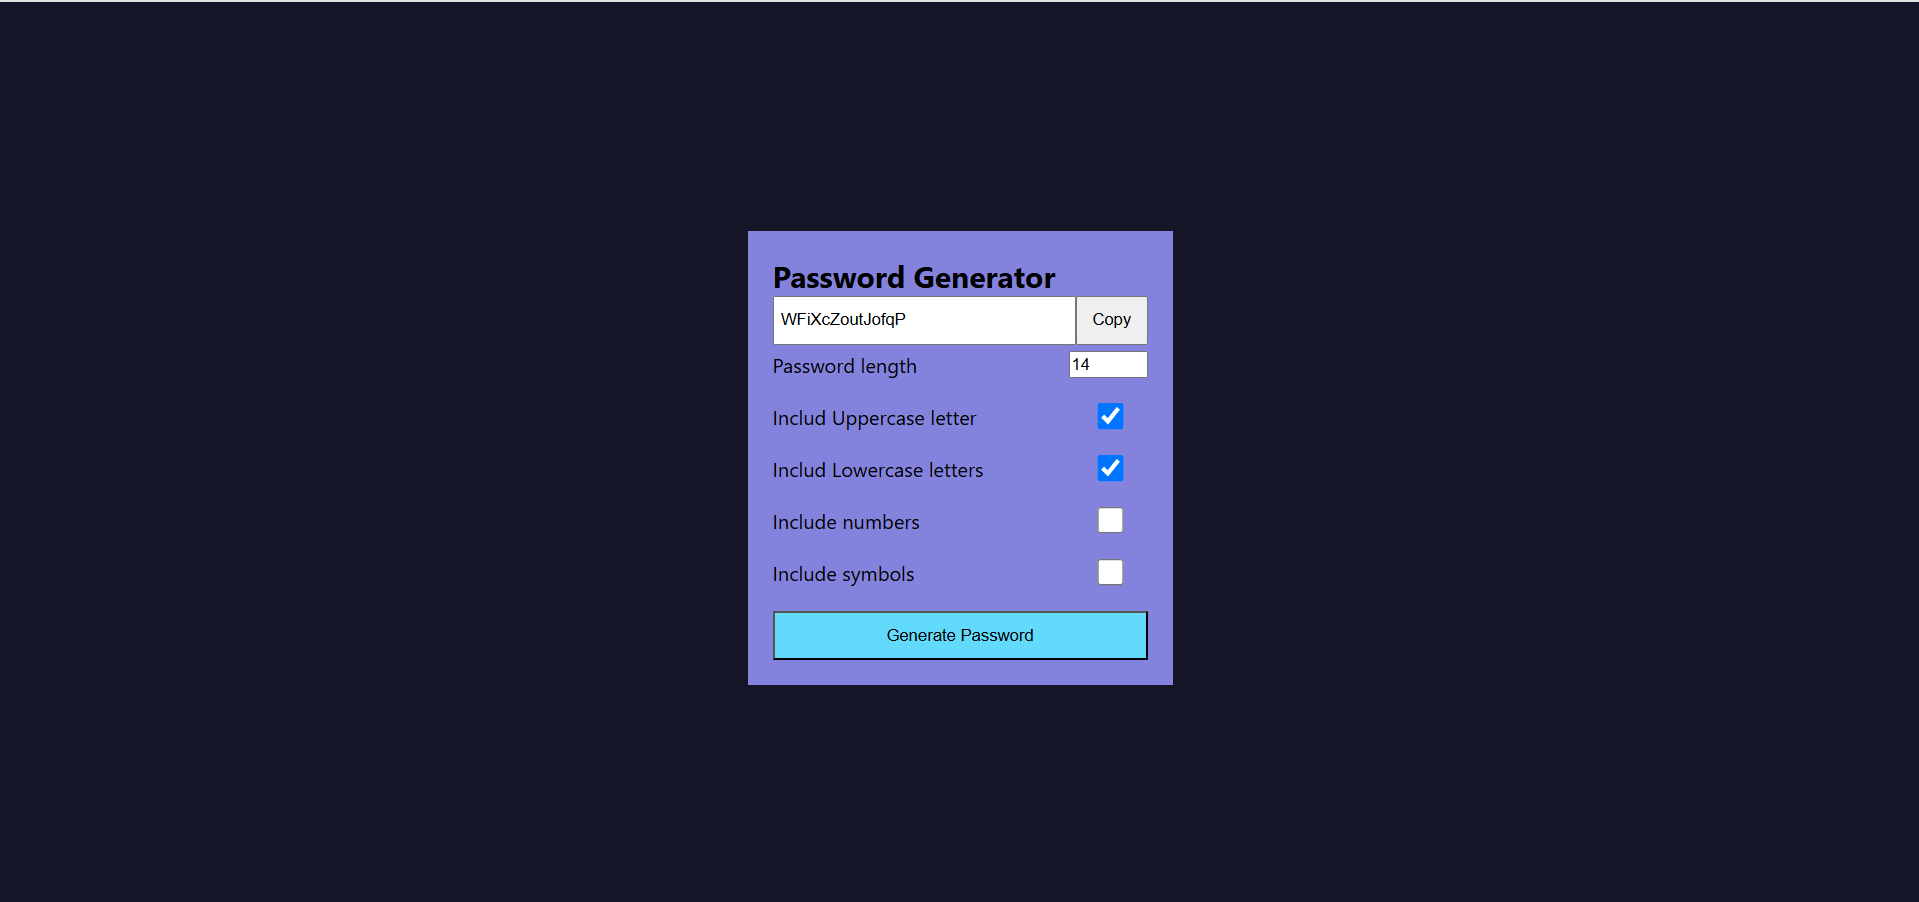 Password Generator
WFiXcZoutJofqP Copy
Password length 14
Includ Uppercase letter
Includ Lowercase letters
Include numbers
Include symbols
Generate Password